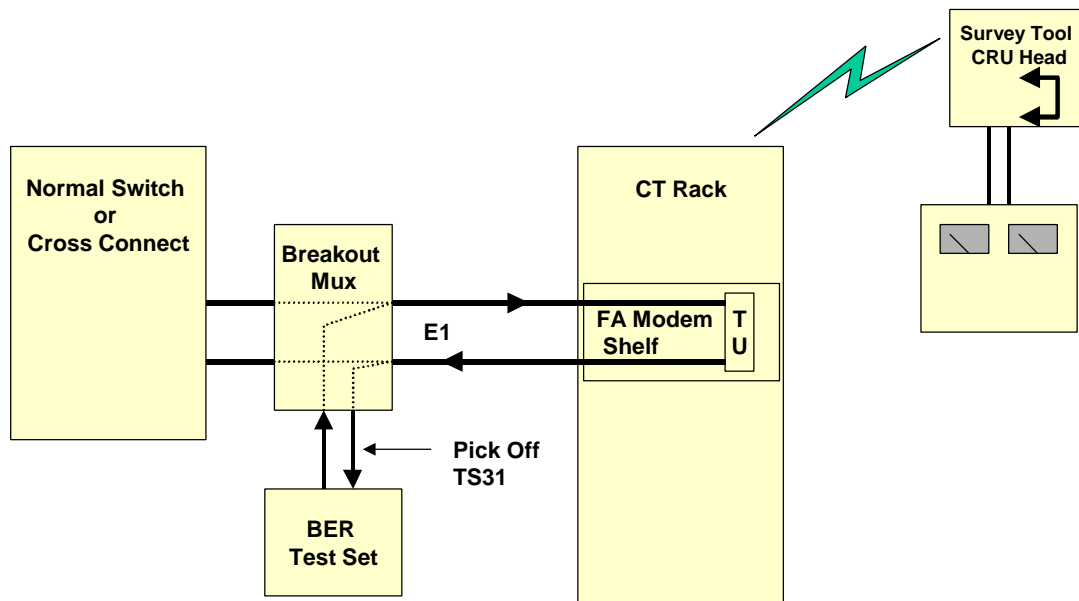 Survey Tool
CRU Head
Normal Switch
or
Cross Connect
CT Rack
Breakout
Mux
E1
FA Modem
Shelf
T
U
Pick Off
TS31
BER
Test Set